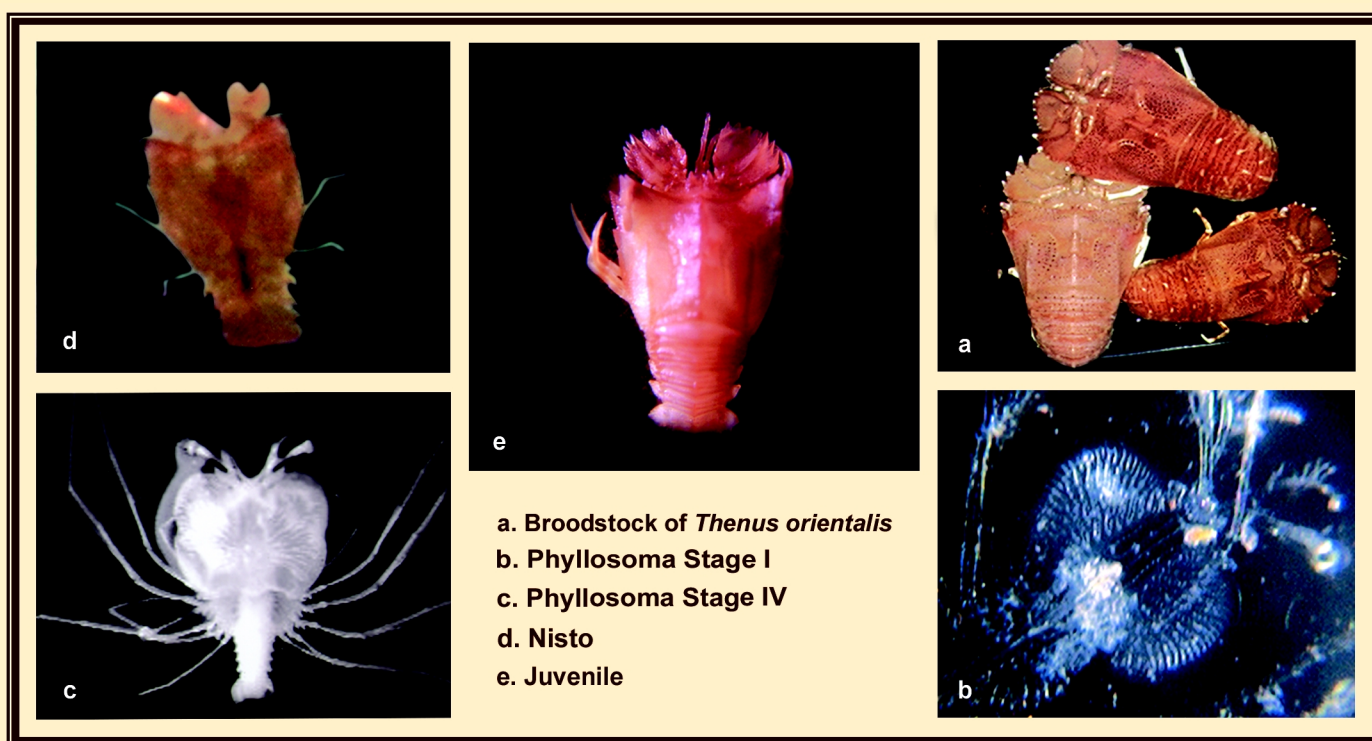 d
e
a
c
b
a. Broodstock of Thenus orientalis
b. Phyllosoma Stage I
c. Phyllosoma Stage IV
d. Nisto
e. Juvenile